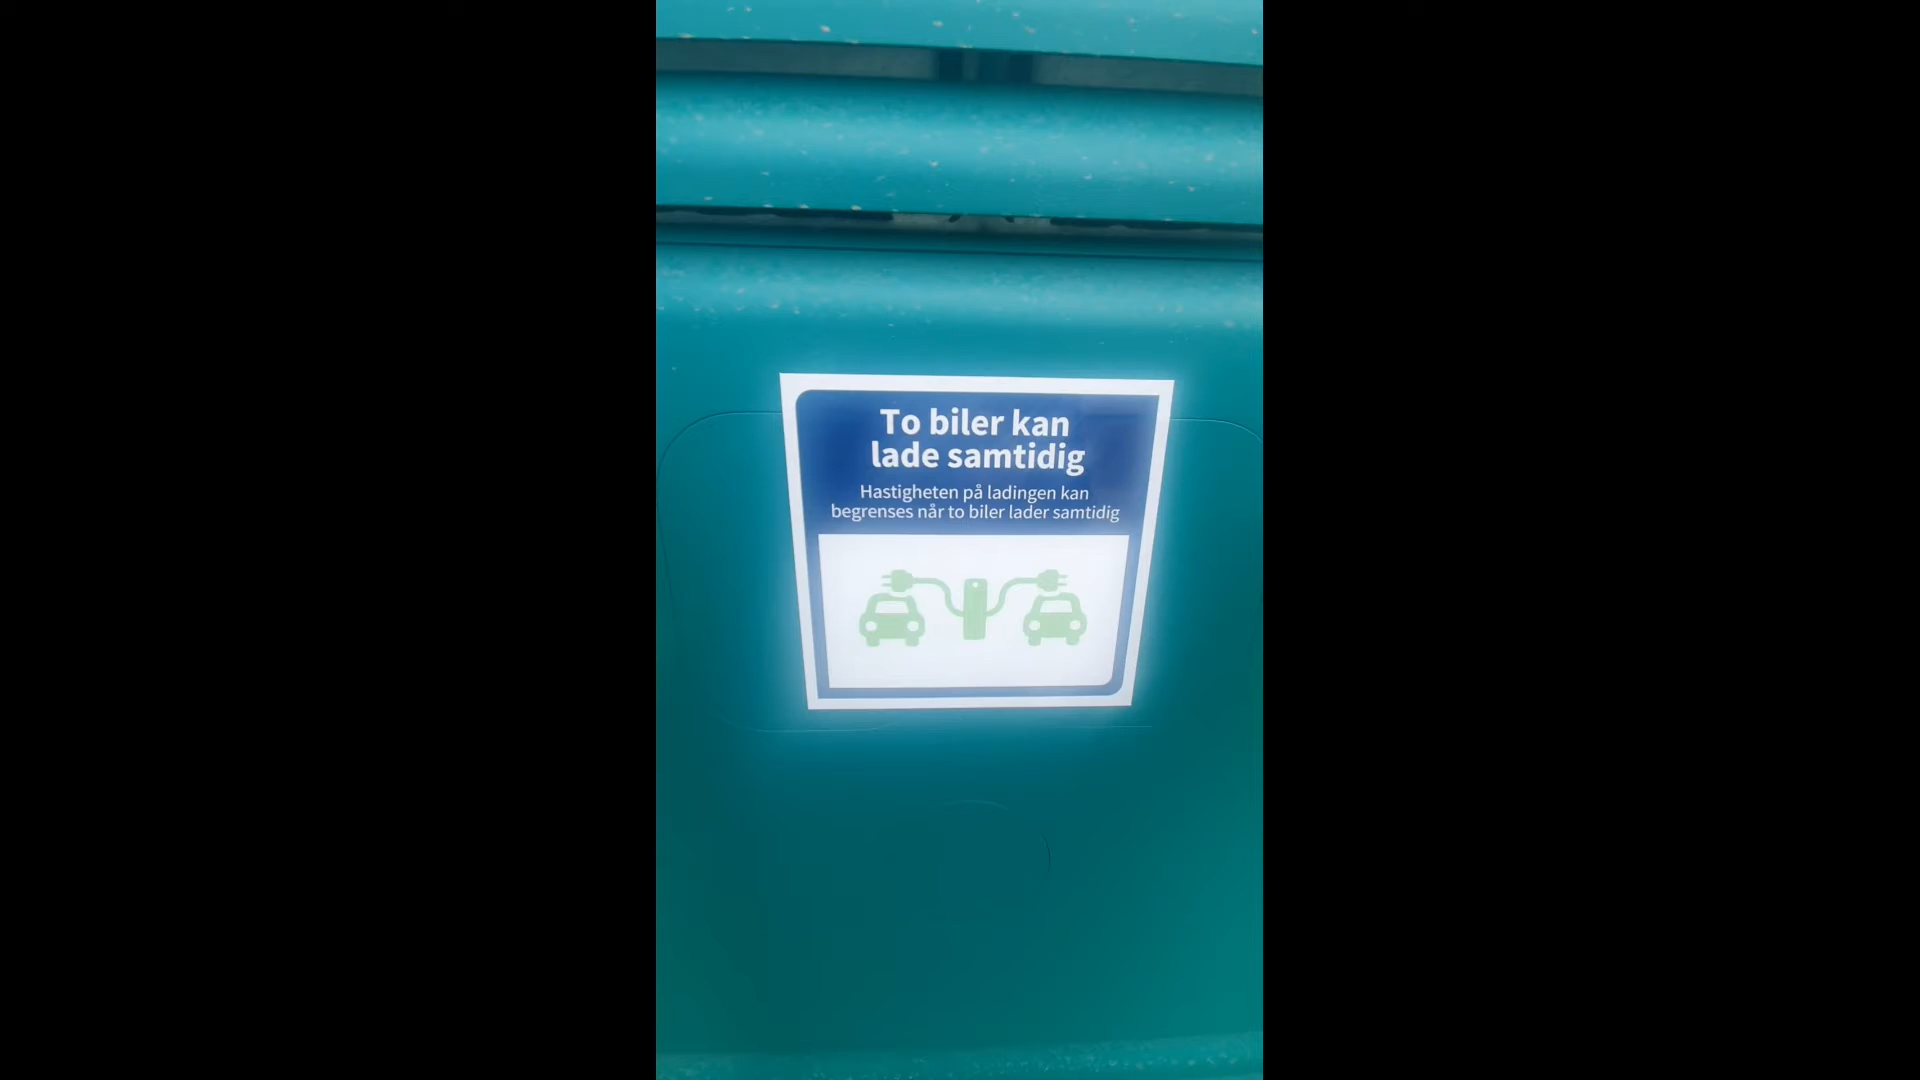 To biler kan
lade samtidig
Hastigheten på ladingen kan
begrenses når to biler lader samtidig